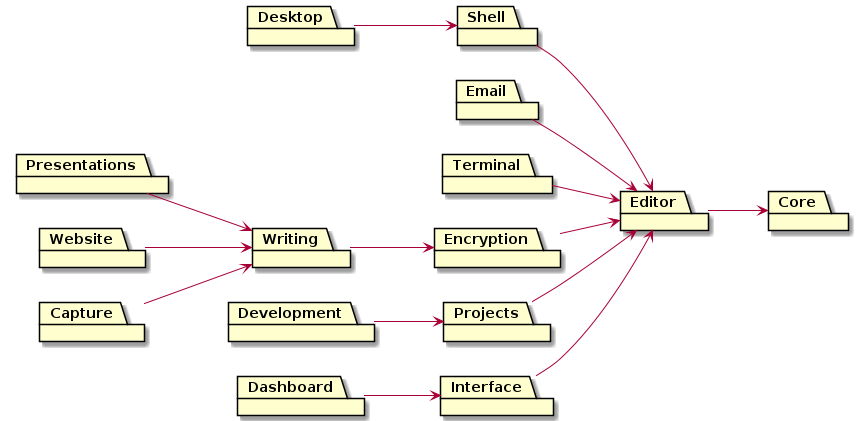 Desktop
Shell
Email
Presentations
Terminal
Editor
Core
Website
Writing
Encryption
Capture
Development
Projects
Dashboard
Interface